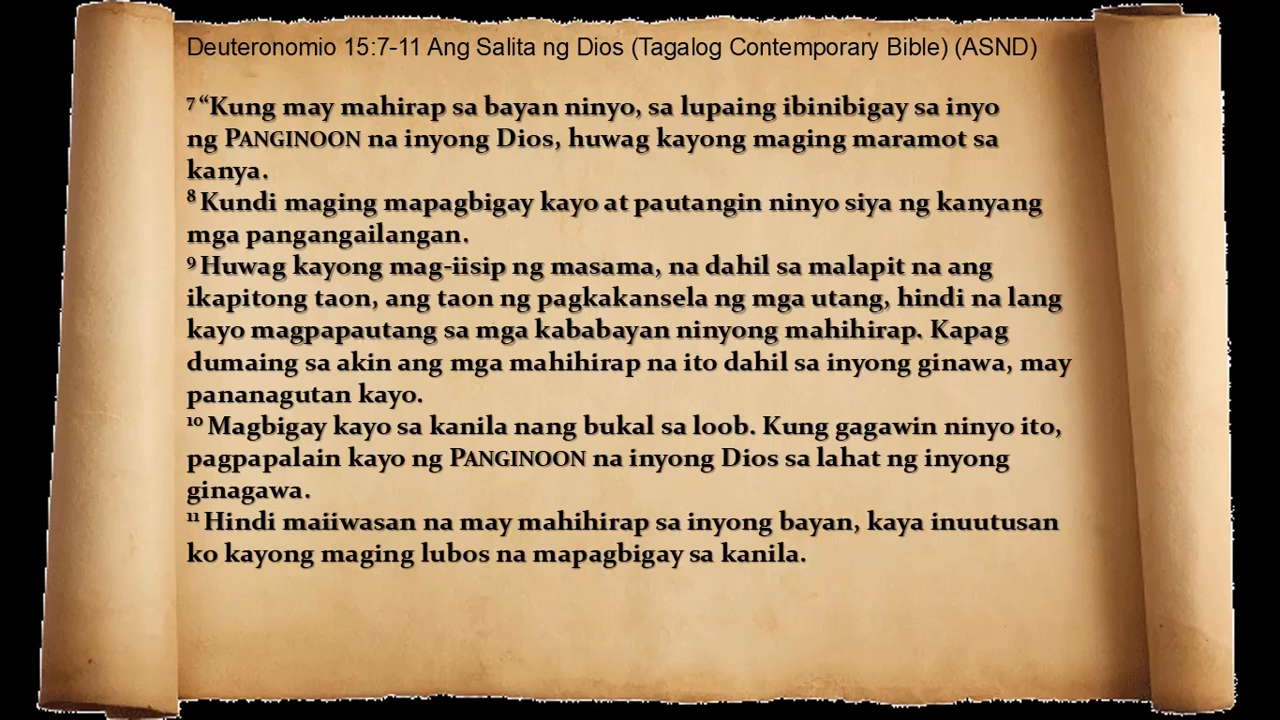 Deuteronomio 15:7-11 Ang Salita ng Dios (Tagalog Contemporary Bible) (ASND)
7 “Kung may mahirap sa bayan ninyo, sa lupaing ibinibigay sa inyo
ng PANGINOON na inyong Dios, huwag kayong maging maramot sa
kanya.
8 Kundi maging mapagbigay kayo at pautangin ninyo siya ng kanyang
mga pangangailangan.
9 Huwag kayong mag-iisip ng masama, na dahil sa malapit na ang
ikapitong taon, ang taon ng pagkakansela ng mga utang, hindi na lang
kayo magpapautang sa mga kababayan ninyong mahihirap. Kapag
dumaing sa akin ang mga mahihirap na ito dahil sa inyong ginawa, may
pananagutan kayo.
10 Magbigay kayo sa kanila nang bukal sa loob. Kung gagawin ninyo ito,
pagpapalain kayo ng PANGINOON na inyong Dios sa lahat ng inyong
ginagawa.
11 Hindi maiiwasan na may mahihirap sa inyong bayan, kaya inuutusan
ko kayong maging lubos na mapagbigay sa kanila.